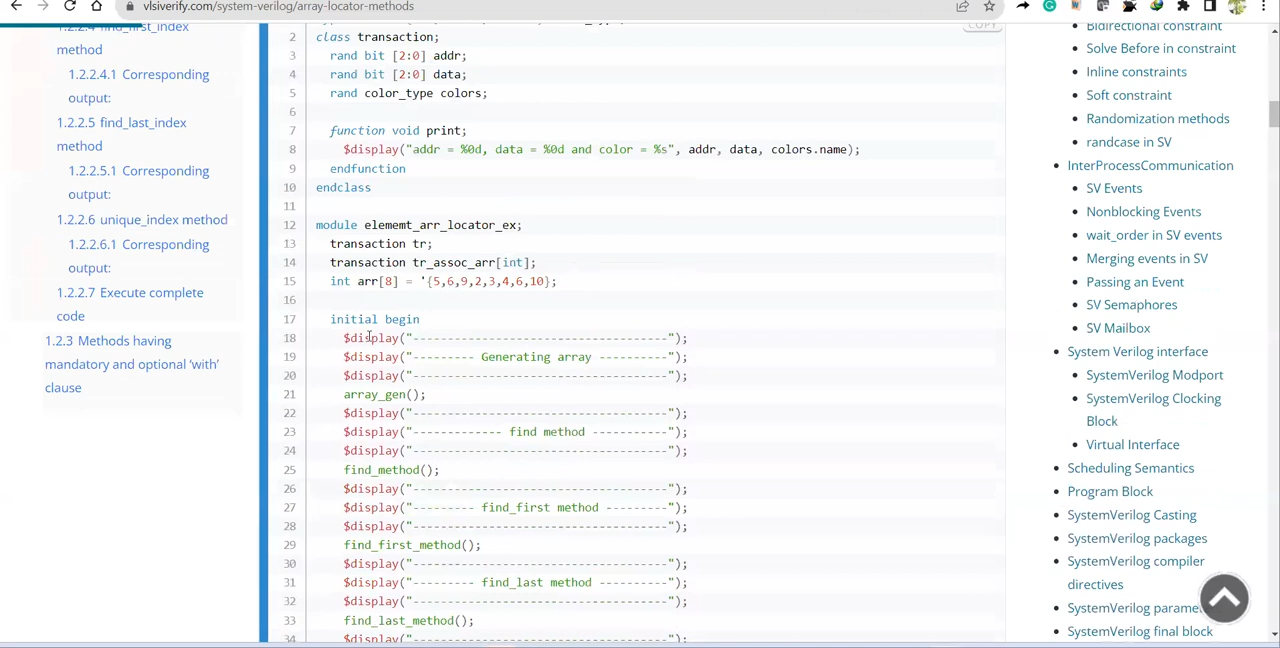 vlsiverify.com/system-verilog/array-locator-methods
1.2.2.4 find_first_index
method
1.2.2.4.1 Corresponding
output:
1.2.2.5 find_last_index
method
1.2.2.5.1 Corresponding
output:
1.2.2.6 unique_index method
1.2.2.6.1 Corresponding
output:
1.2.2.7 Execute complete
code
1.2.3 Methods having
mandatory and optional ‘with’
clause
COPY
2 class transaction;
3 rand bit [2:0] addr;
4 rand bit [2:0] data;
5 rand color_type colors;
6
7 function void print;
8 $display("addr = %0d, data = %0d and color = %s", addr, data, colors.name);
9 endfunction
10 endclass
11
12 module elememt_arr_locator_ex;
13 transaction tr;
14 transaction tr_assoc_arr[int];
15 int arr[8] = '{5,6,9,2,3,4,6,10};
16
17 initial begin
18 $display("------------------------------------");
19 $display("--------- Generating array ---------");
20 $display("------------------------------------");
21 array_gen();
22 $display("------------------------------------");
23 $display("------------ find method -----------");
24 $display("------------------------------------");
25 find_method();
26 $display("------------------------------------");
27 $display("--------- find_first method --------");
28 $display("------------------------------------");
29 find_first_method();
30 $display("------------------------------------");
31 $display("--------- find_last method ---------");
32 $display("------------------------------------");
33 find_last_method();
34 $display("------------------------------------");
Bidirectional constraint
Solve Before in constraint
Inline constraints
Soft constraint
Randomization methods
randcase in SV
InterProcessCommunication
SV Events
Nonblocking Events
wait_order in SV events
Merging events in SV
Passing an Event
SV Semaphores
SV Mailbox
System Verilog interface
SystemVerilog Modport
SystemVerilog Clocking
Block
Virtual Interface
Scheduling Semantics
Program Block
SystemVerilog Casting
SystemVerilog packages
SystemVerilog compiler
directives
SystemVerilog
SystemVerilog final block